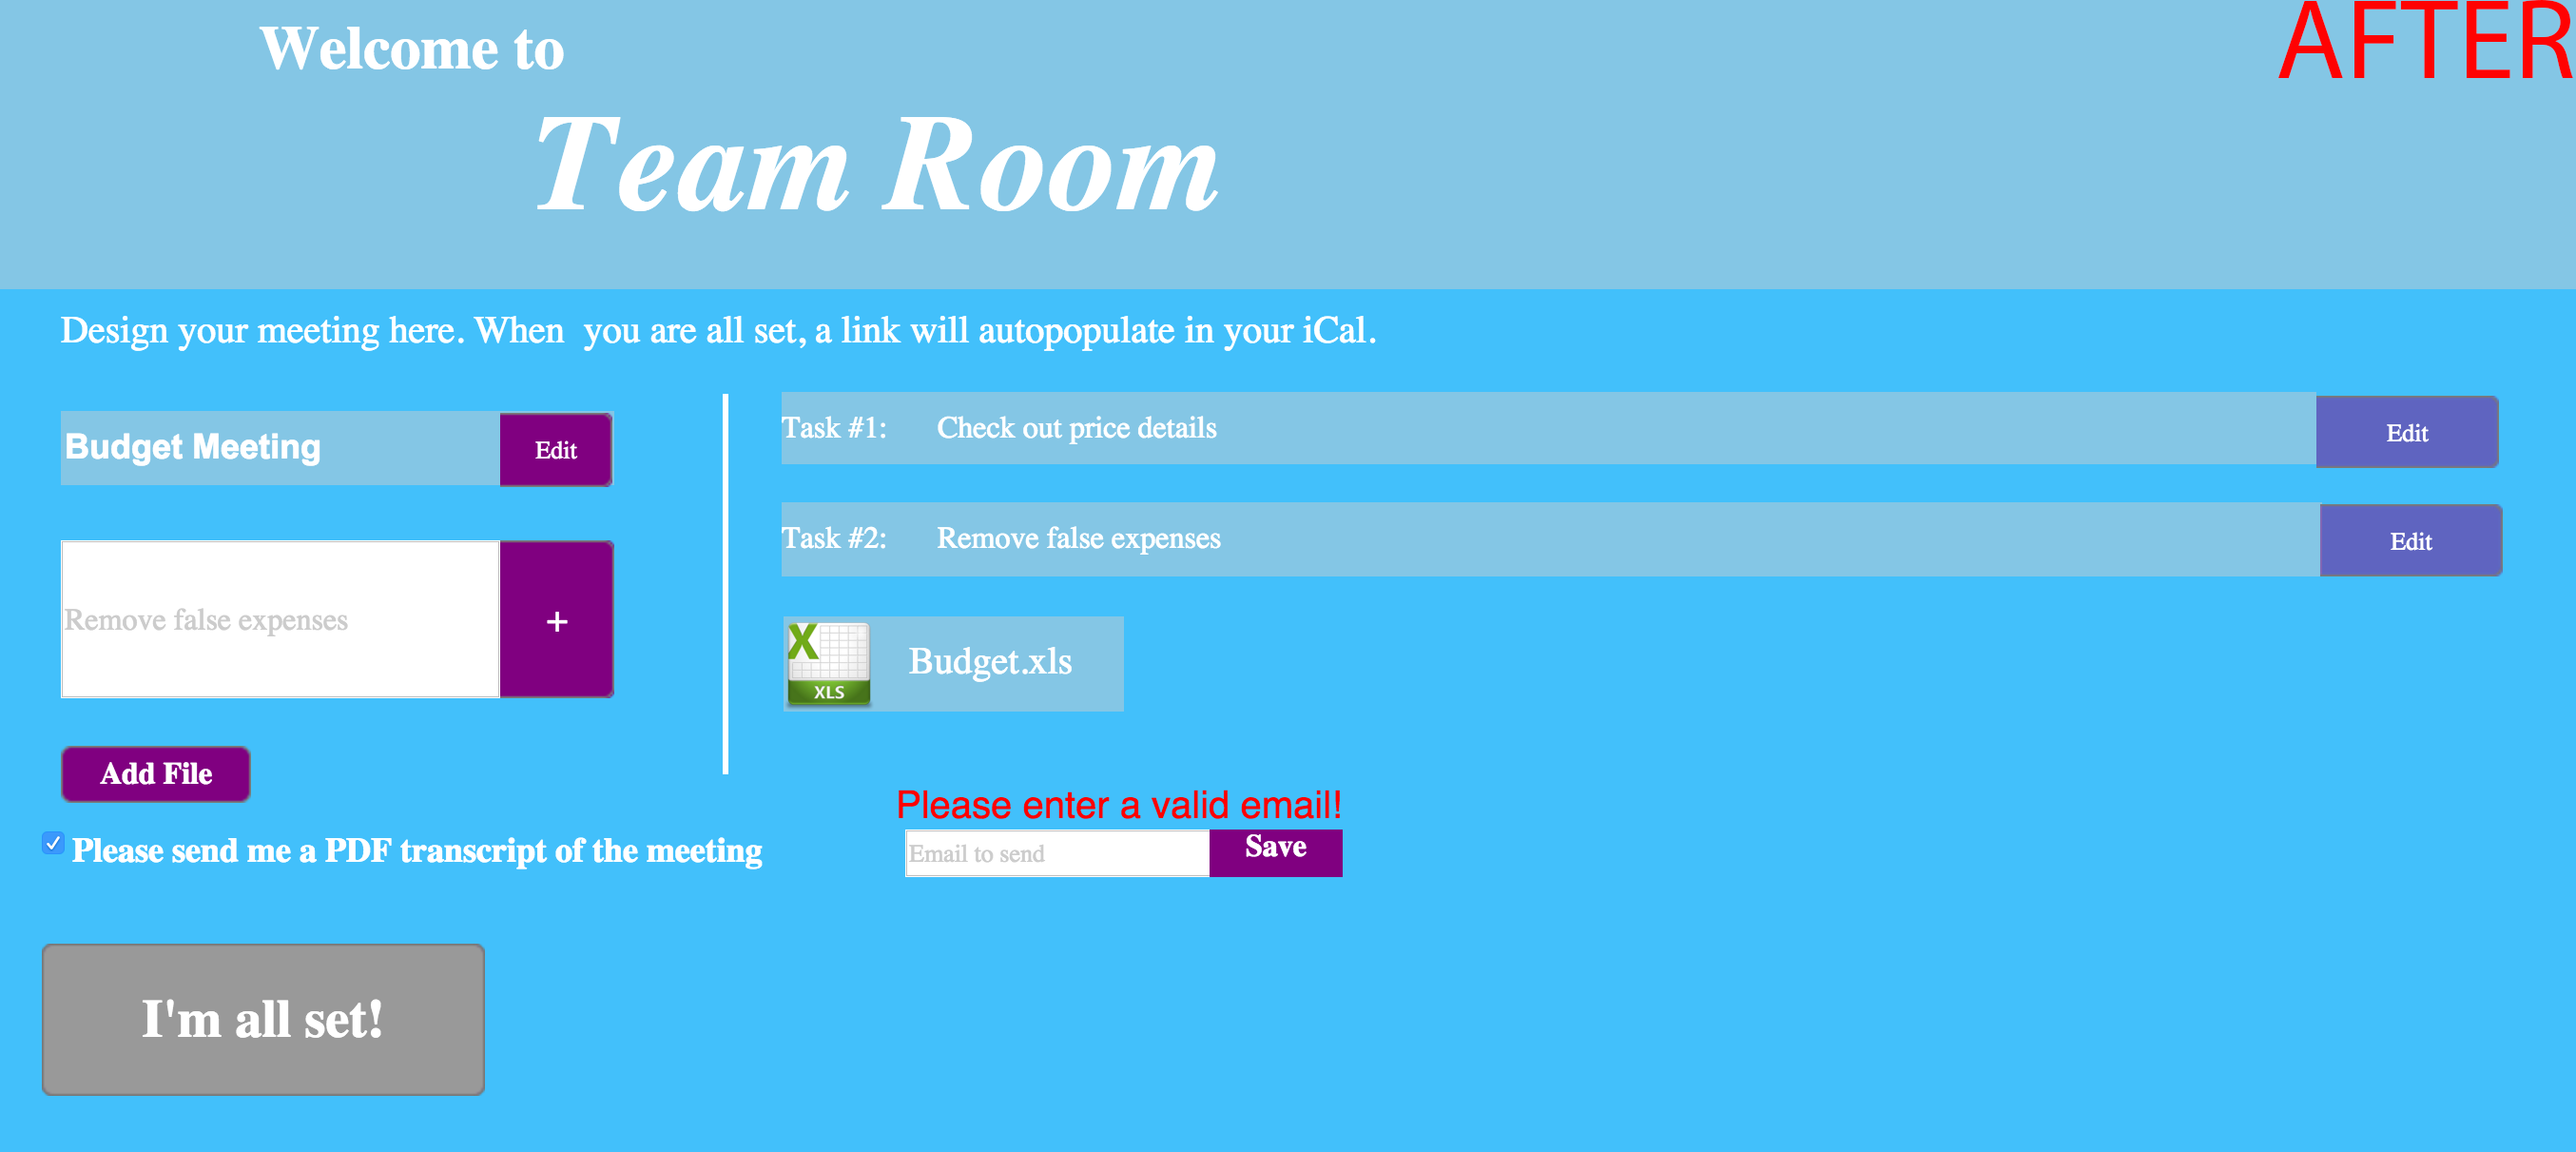 AFTER
Welcome to
Team Room
Design your meeting here. When  you are all set, a link will autopopulate in your iCal.
Budget Meeting
Edit
Task #1: Check out price details
Edit
Task #2: Remove false expenses
Edit
Remove false expenses
+
X
XLS
Budget.xls
Add File
Please enter a valid email!
Please send me a PDF transcript of the meeting
Email to send
Save
I'm all set!